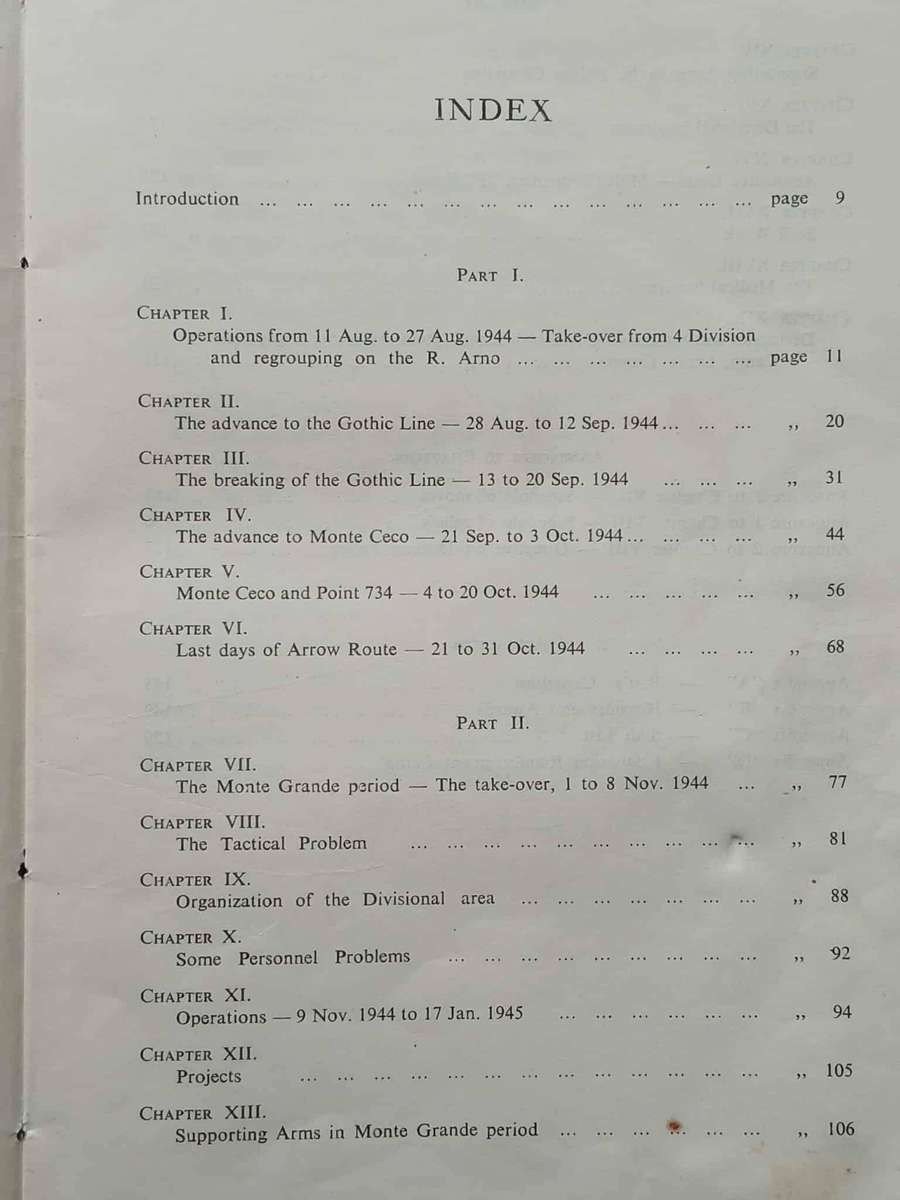 INDEX
Introduction ... ... ... ... ... ... ... ... ... ... ... ... ... ... page 9
PART I.
CHAPTER I.
Operations from 11 Aug. to 27 Aug. 1944 — Take-over from 4 Division
and regrouping on the R. Arno ... ... ... ... ... ... ... page 11
CHAPTER II.
The advance to the Gothic Line — 28 Aug. to 12 Sep. 1944 ... ... ... ,, 20
CHAPTER III.
The breaking of the Gothic Line — 13 to 20 Sep. 1944 ... ... ... ,, 31
CHAPTER IV.
The advance to Monte Ceco — 21 Sep. to 3 Oct. 1944 ... ... ... ... ,, 44
CHAPTER V.
Monte Ceco and Point 734 — 4 to 20 Oct. 1944 ... ... ... ... ... ,, 56
CHAPTER VI.
Last days of Arrow Route — 21 to 31 Oct. 1944 ... ... ... ... ,, 68
PART II.
CHAPTER VII.
The Monte Grande period — The take-over, 1 to 8 Nov. 1944 ... ,, 77
CHAPTER VIII.
The Tactical Problem ... ... ... ... ... ... ... ... ... ... ,, 81
CHAPTER IX.
Organization of the Divisional area ... ... ... ... ... ... ... ,, 88
CHAPTER X.
Some Personnel Problems ... ... ... ... ... ... ... ... ... ,, 92
CHAPTER XI.
Operations — 9 Nov. 1944 to 17 Jan. 1945 ... ... ... ... ... ... ,, 94
CHAPTER XII.
Projects ... ... ... ... ... ... ... ... ... ... ... ... ... ,, 105
CHAPTER XIII.
Supporting Arms in Monte Grande period ... ... ... ... ... ... ,, 106